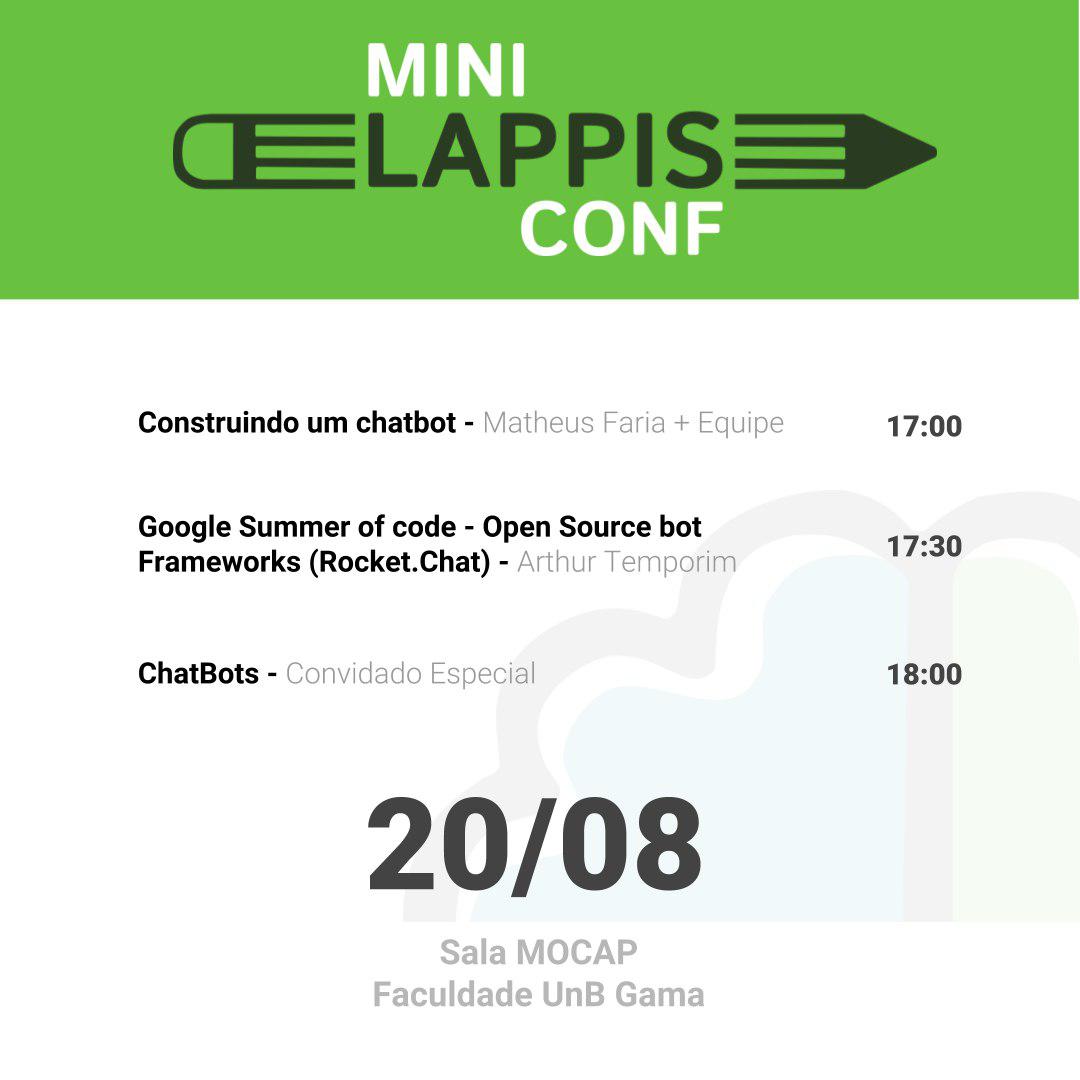 MINI
LAPPIS
CONF
Construindo um chatbot - Matheus Faria + Equipe
17:00
Google Summer of code - Open Source bot
Frameworks (Rocket.Chat) - Arthur Temporim
17:30
ChatBots - Convidado Especial
18:00
20/08
Sala MOCAP
Faculdade UnB Gama